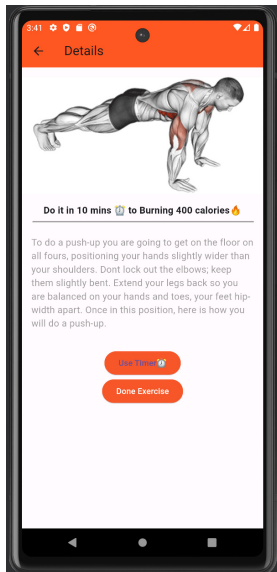 3:41
Details
Do it in 10 mins ⏰ to Burning 400 calories🔥
To do a push-up you are going to get on the floor on
all fours, positioning your hands slightly wider than
your shoulders. Dont lock out the elbows; keep
them slightly bent. Extend your legs back so you
are balanced on your hands and toes, your feet hip-
width apart. Once in this position, here is how you
will do a push-up.
Use Timer⏰
Done Exercise